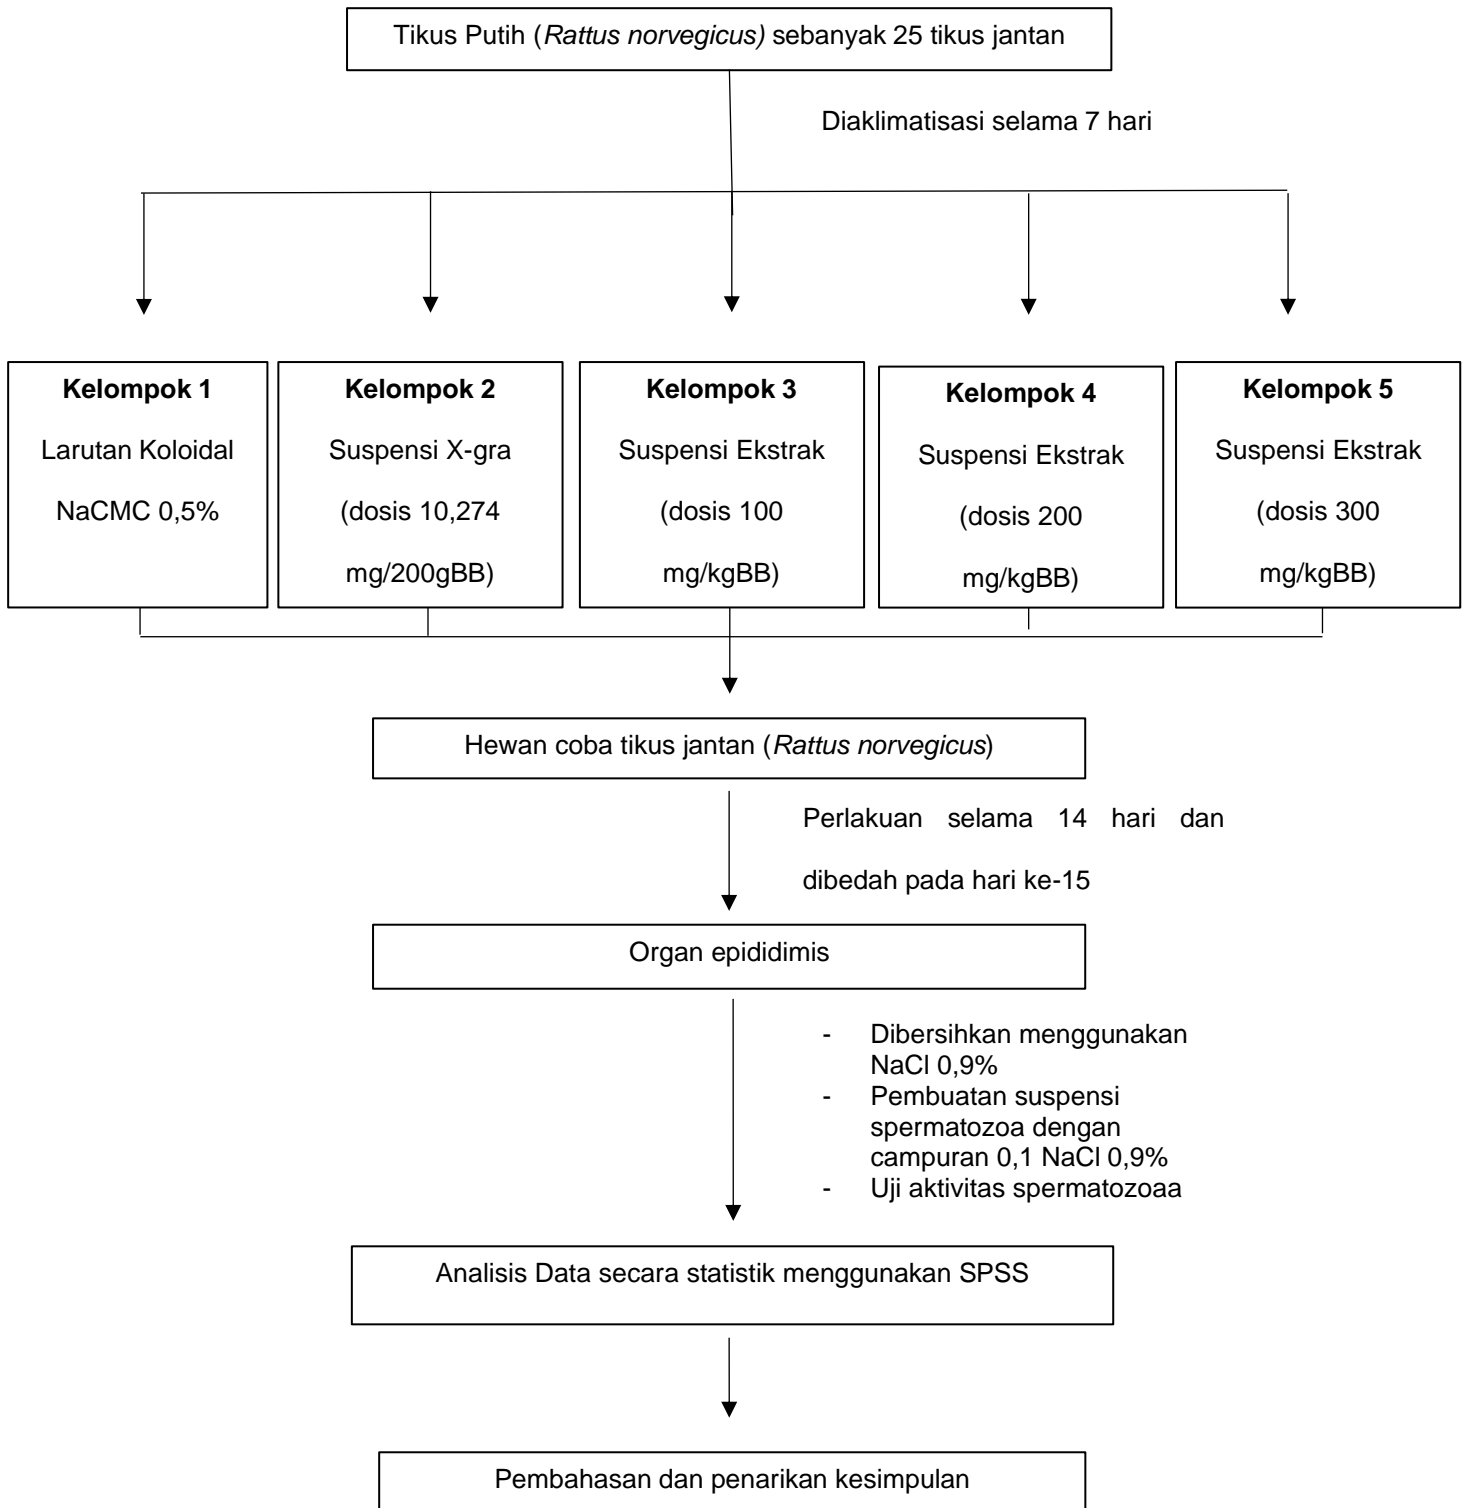 Tikus Putih (Rattus norvegicus) sebanyak 25 tikus jantan
Diaklimatisasi selama 7 hari
Kelompok 1
Larutan Koloidal
NaCMC 0,5%
Kelompok 2
Suspensi X-gra
(dosis 10,274
mg/200gBB)
Kelompok 3
Suspensi Ekstrak
(dosis 100
mg/kgBB)
Kelompok 4
Suspensi Ekstrak
(dosis 200
mg/kgBB)
Kelompok 5
Suspensi Ekstrak
(dosis 300
mg/kgBB)
Hewan coba tikus jantan (Rattus norvegicus)
Perlakuan selama 14 hari dan
dibedah pada hari ke-15
Organ epididimis
- Dibersihkan menggunakan
NaCl 0,9%
- Pembuatan suspensi
spermatozoa dengan
campuran 0,1 NaCl 0,9%
- Uji aktivitas spermatozoaa
Analisis Data secara statistik menggunakan SPSS
Pembahasan dan penarikan kesimpulan